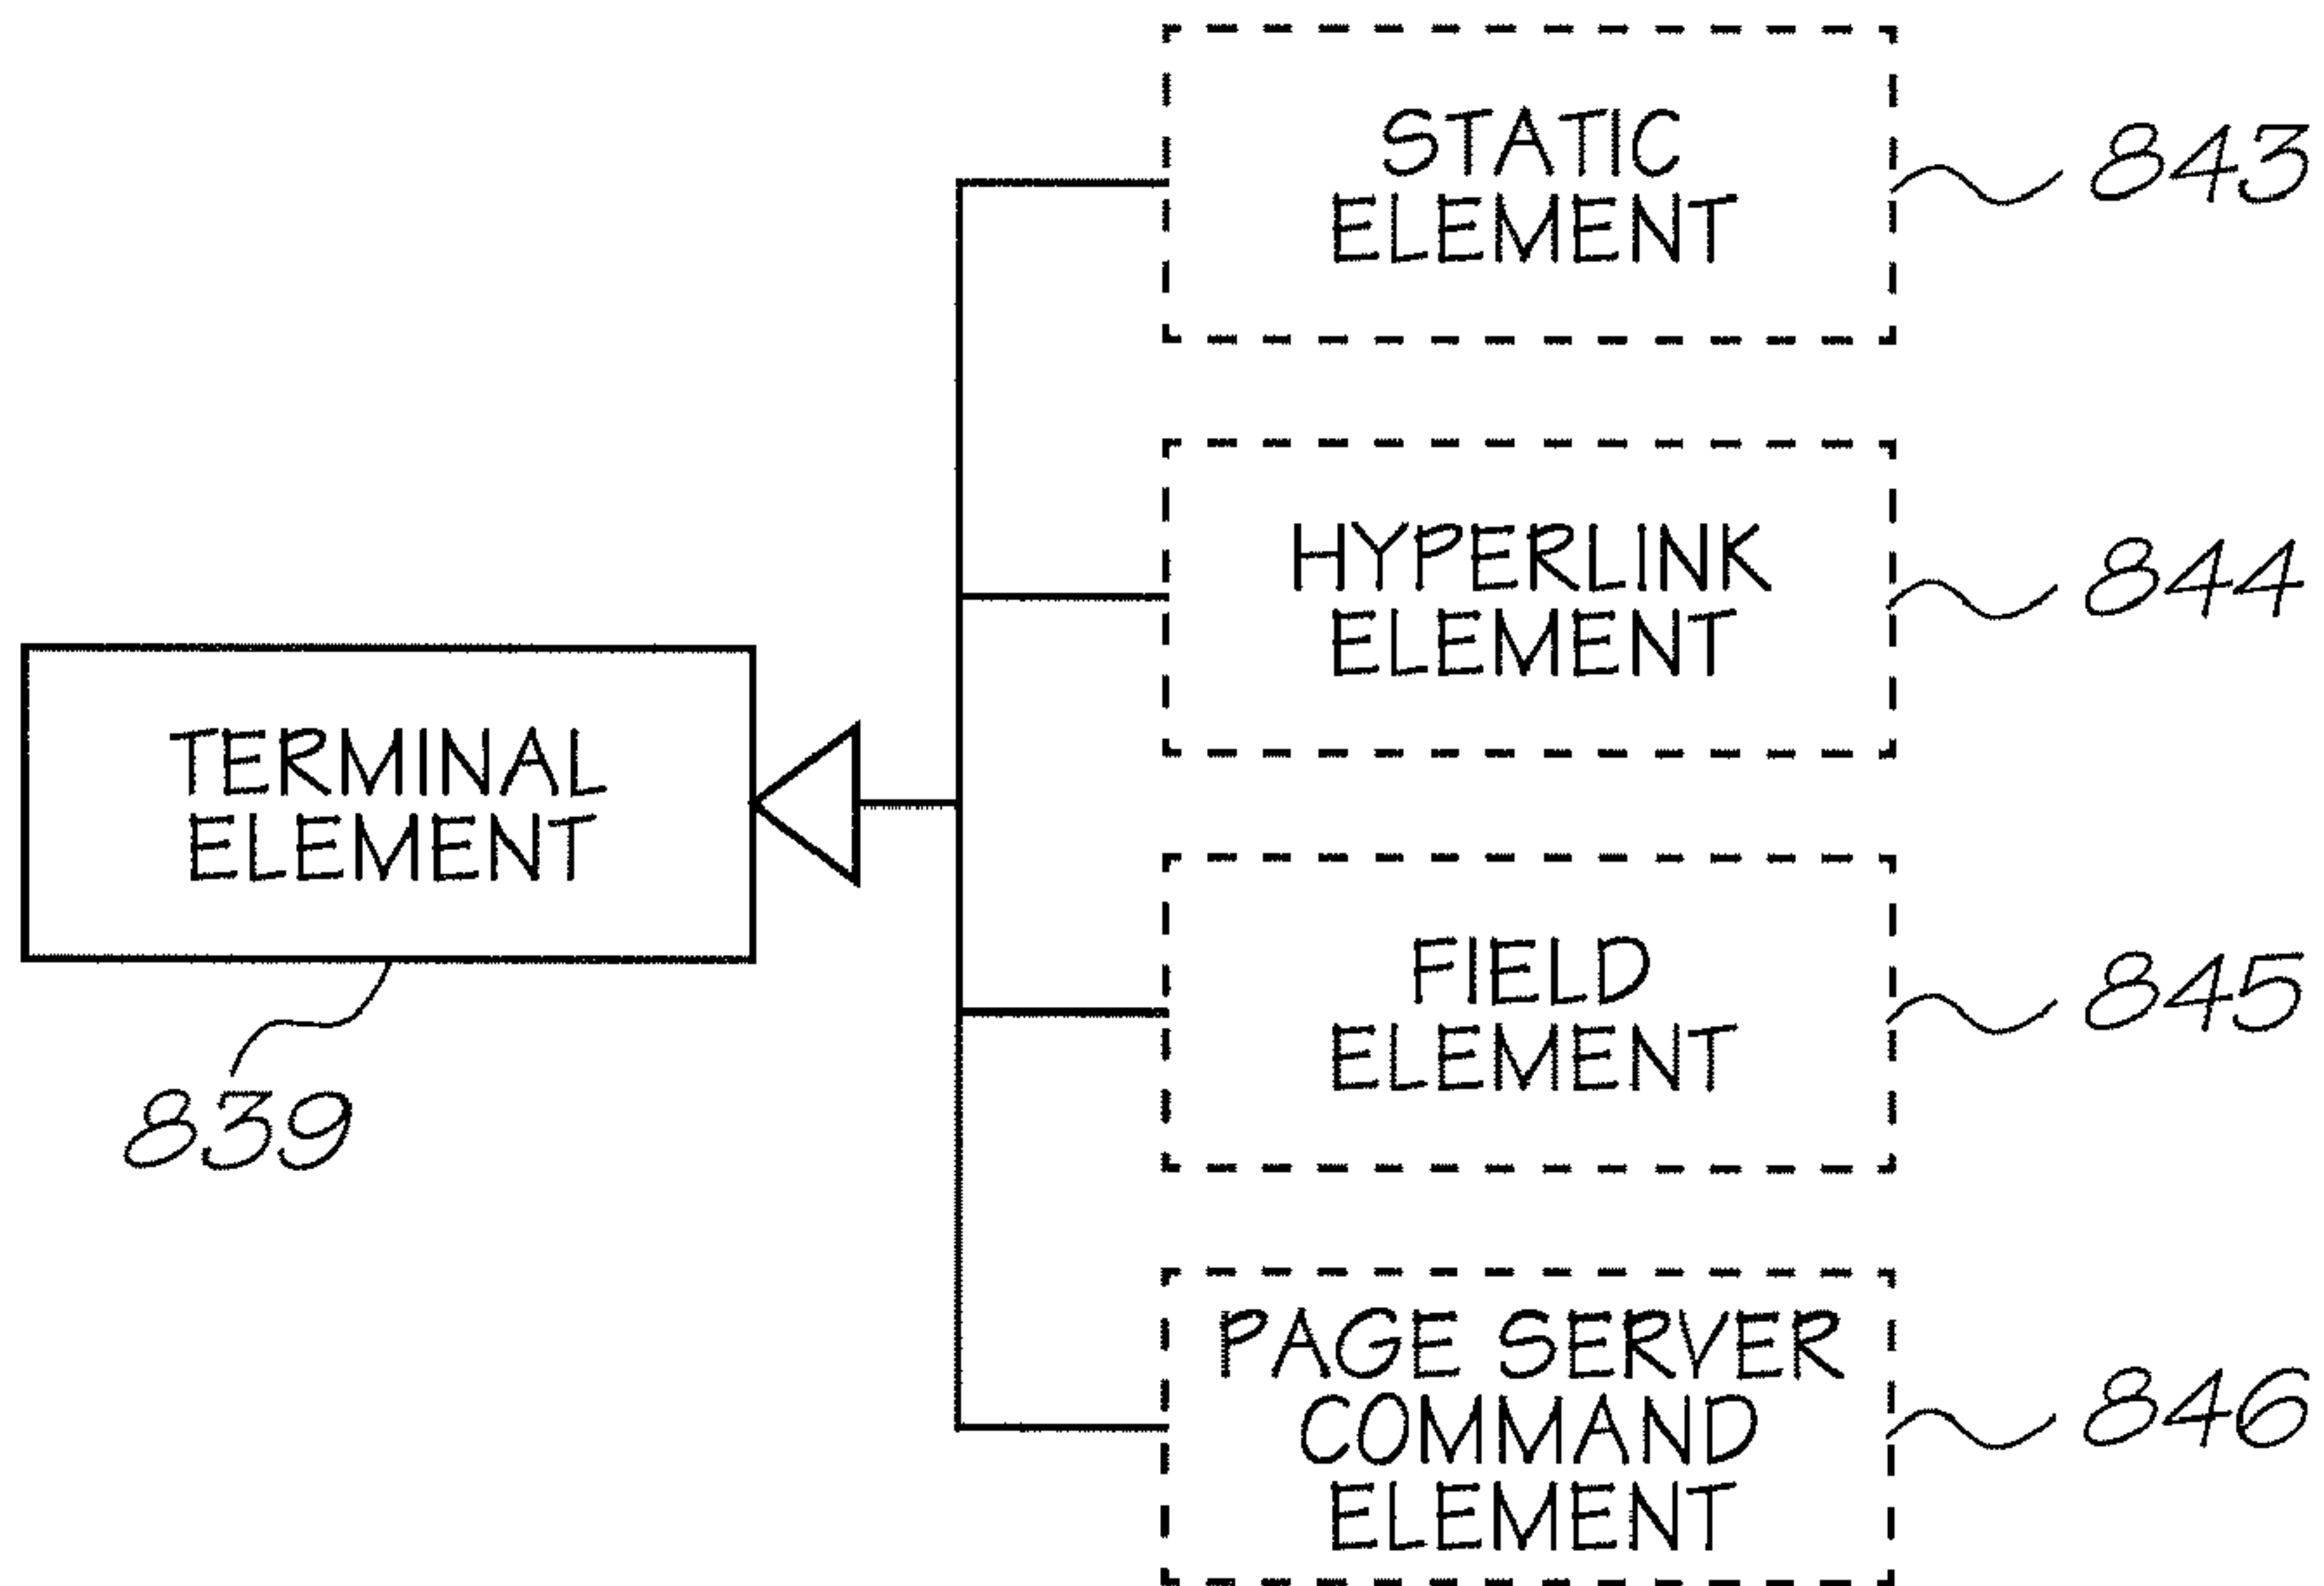 STATIC
ELEMENT
843
HYPERLINK
ELEMENT
844
TERMINAL
ELEMENT
839
FIELD
ELEMENT
845
PAGE SERVER
COMMAND
ELEMENT
846